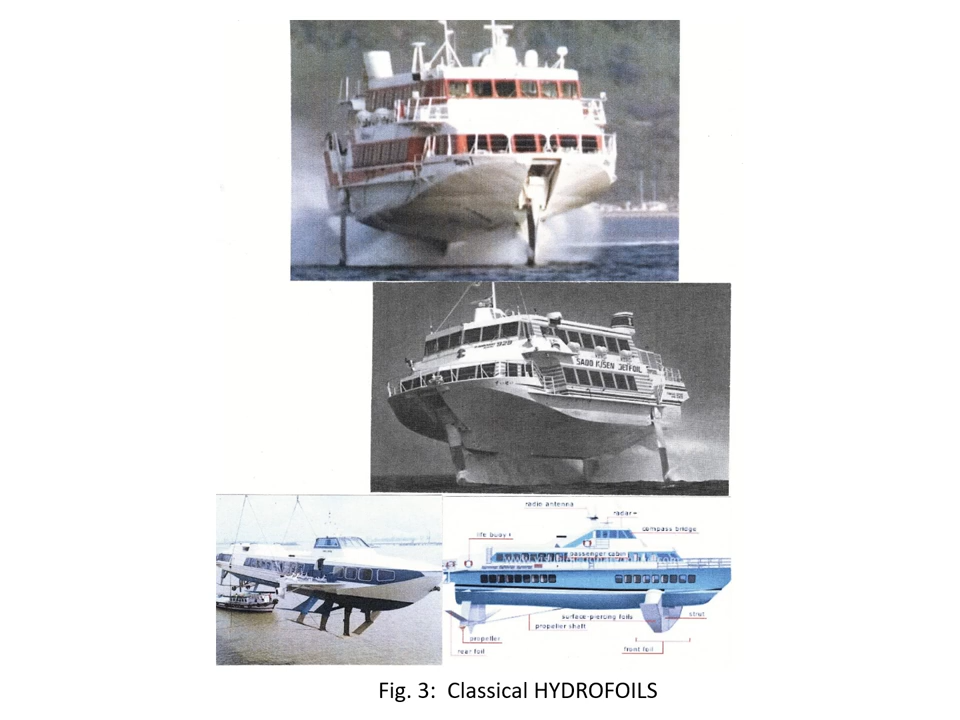 929
SADO KISEN JETFOIL
radio antenna
radar
compass bridge
life buoy
passenger cabin
surface-piercing foils
strut
propeller shaft
propeller
rear foil
front foil
Fig. 3: Classical HYDROFOILS